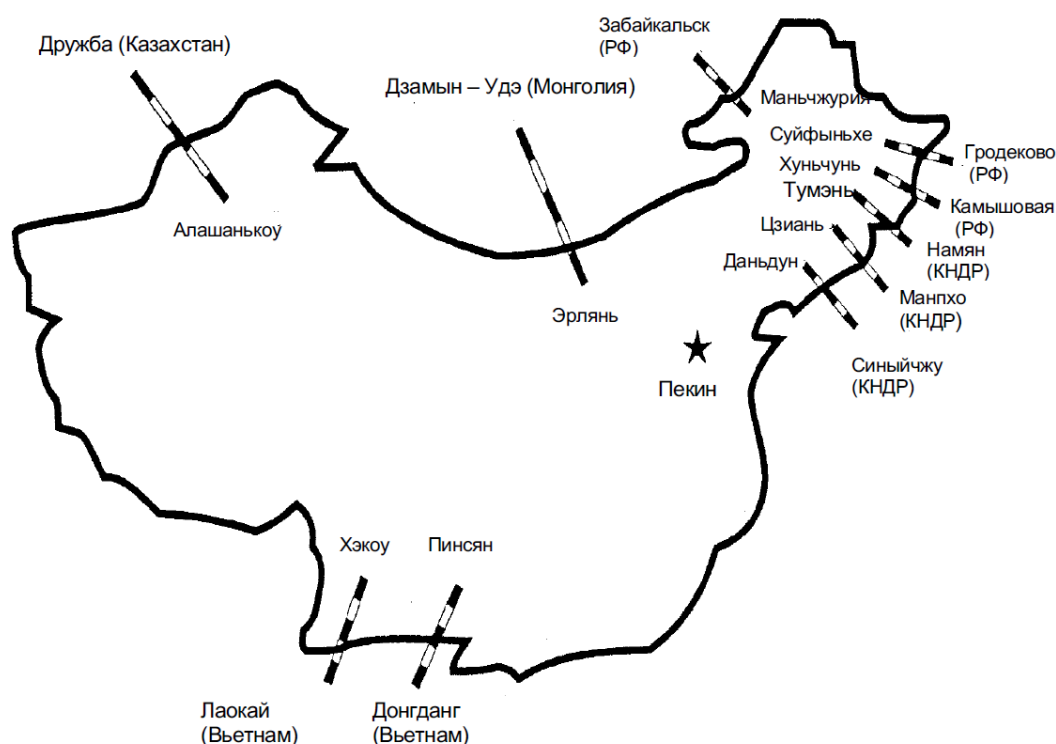 Забайкальск
(РФ)
Дружба (Казахстан)
Дзамын – Удэ (Монголия)
Маньчжурия
Суйфыньхе
Гродеково
(РФ)
Хуньчунь
Тумэнь
Камышовая
(РФ)
Цзиань
Алашанькоу
Намян
(КНДР)
Даньдун
Манпхо
(КНДР)
Эрлянь
Синыйчжу
(КНДР)
Пекин
Хэкоу
Пинсян
Лаокай
(Вьетнам)
Донгданг
(Вьетнам)